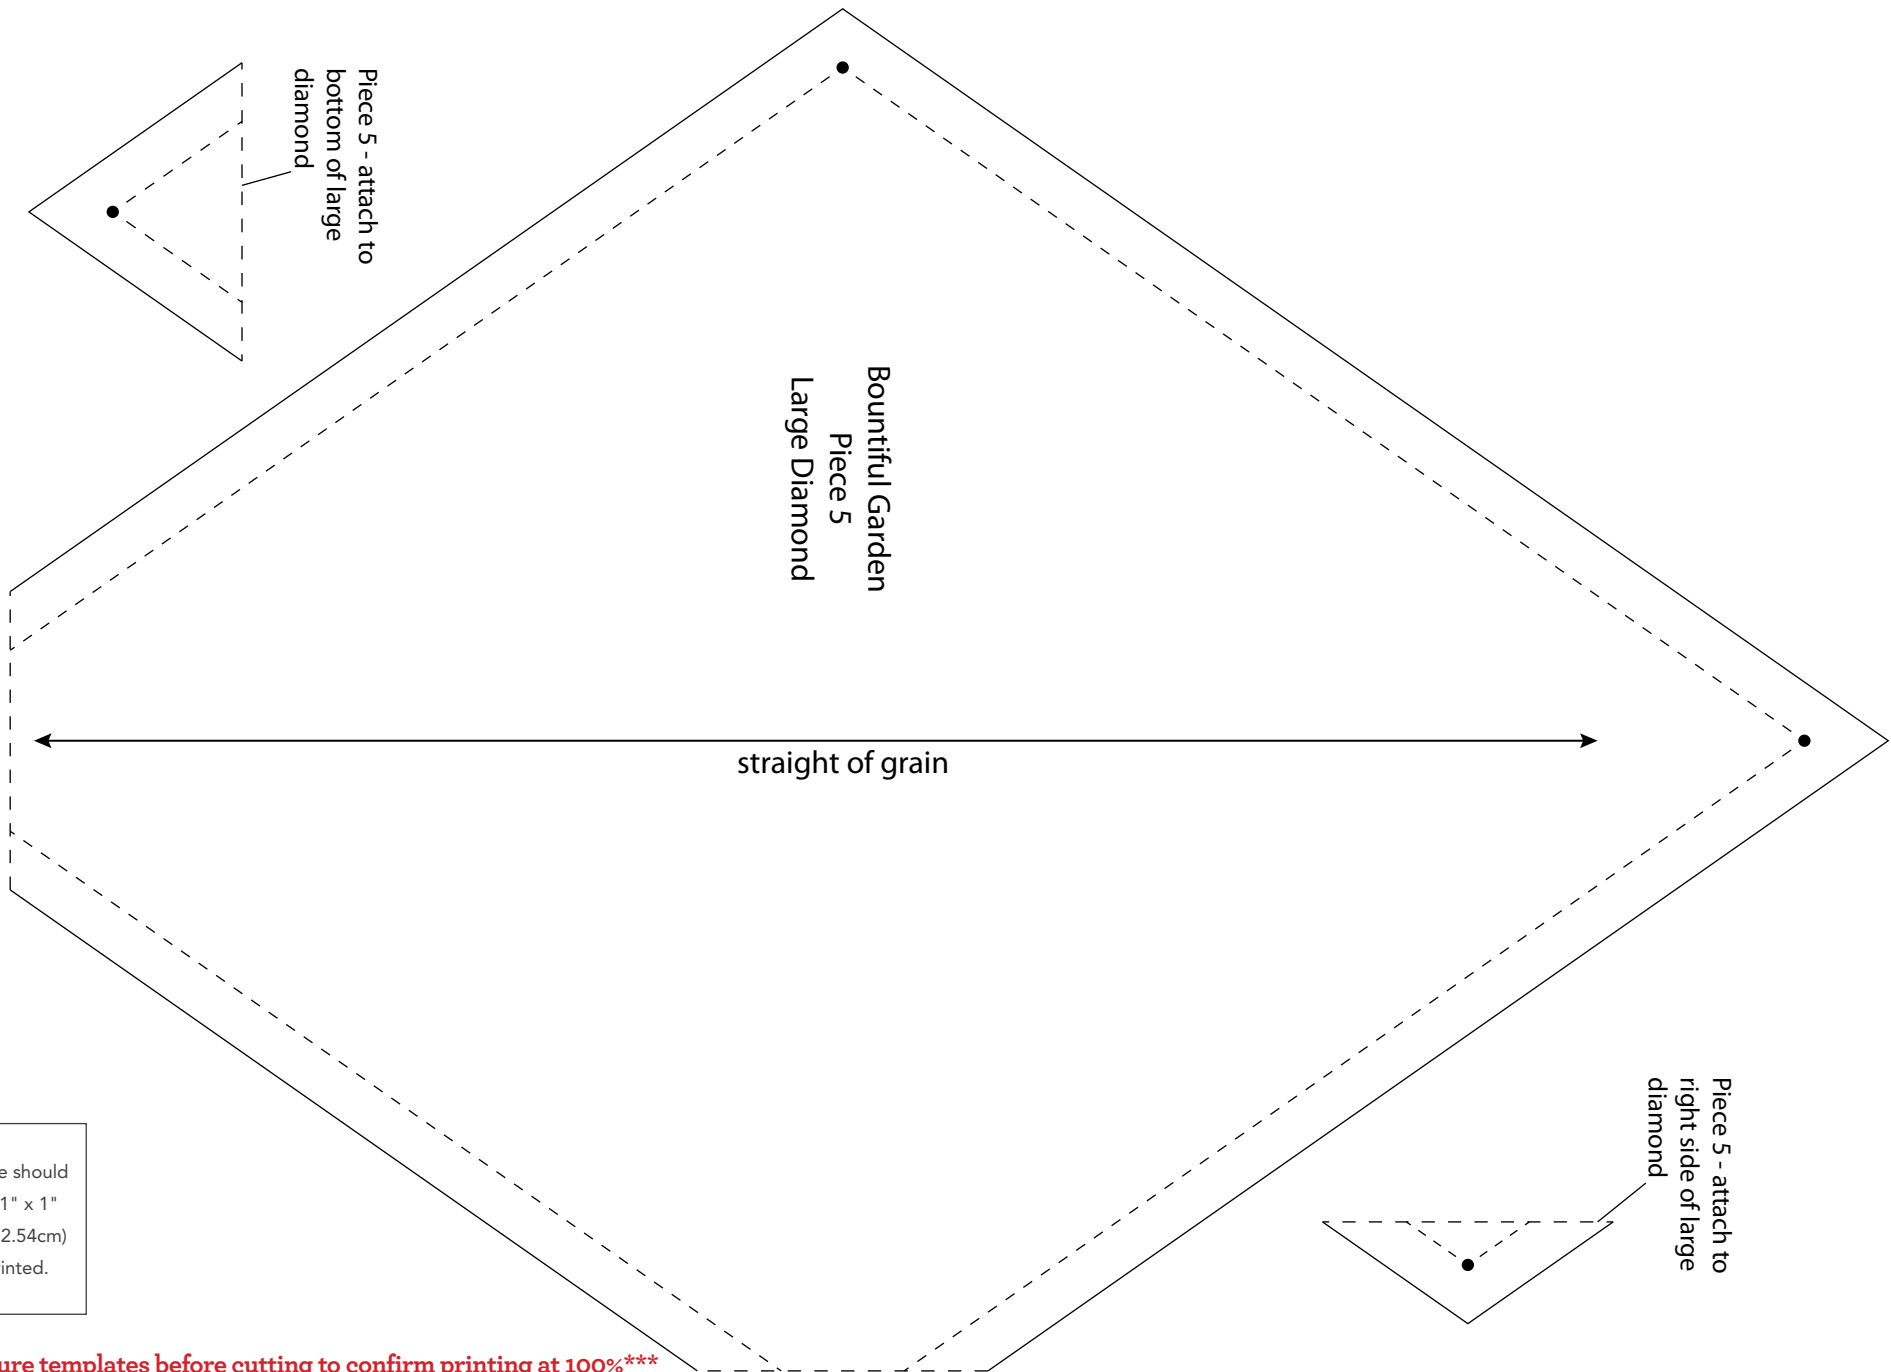 Piece 5 - attach to
bottom of large
diamond
Bountiful Garden
Piece 5
Large Diamond
straight of grain
Piece 5 - attach to
right side of large
diamond
should
1" x 1"
2.54cm)
templates before cutting to confirm printing at 100%***